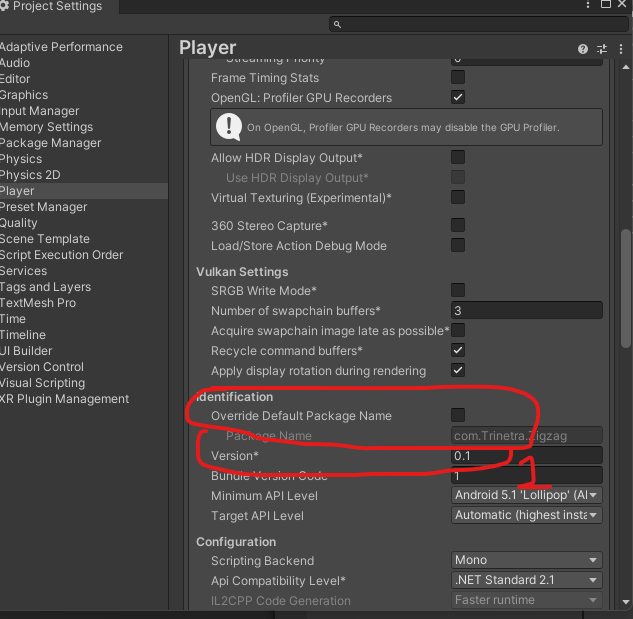 Project Settings
Adaptive Performance
Audio
Editor
Graphics
Input Manager
Memory Settings
Package Manager
Physics
Physics 2D
Player
Preset Manager
Quality
Scene Template
Script Execution Order
Services
Tags and Layers
TextMesh Pro
Time
Timeline
UI Builder
Version Control
Visual Scripting
XR Plugin Management
Player
Streaming Priority
Frame Timing Stats
OpenGL: Profiler GPU Recorders
On OpenGL, Profiler GPU Recorders may disable the GPU Profiler.
Allow HDR Display Output*
Use HDR Display Output*
Virtual Texturing (Experimental)*
360 Stereo Capture*
Load/Store Action Debug Mode
Vulkan Settings
SRGB Write Mode*
Number of swapchain buffers* 3
Acquire swapchain image late as possible*
Recycle command buffers*
Apply display rotation during rendering
Identification
Override Default Package Name
Package Name com.Trinetra.Zigzag
Version* 0.1
Bundle Version Code 1
1
Minimum API Level Android 5.1 'Lollipop' (AI
Target API Level Automatic (highest insta
Configuration
Scripting Backend Mono
Api Compatibility Level* .NET Standard 2.1
IL2CPP Code Generation Faster runtime